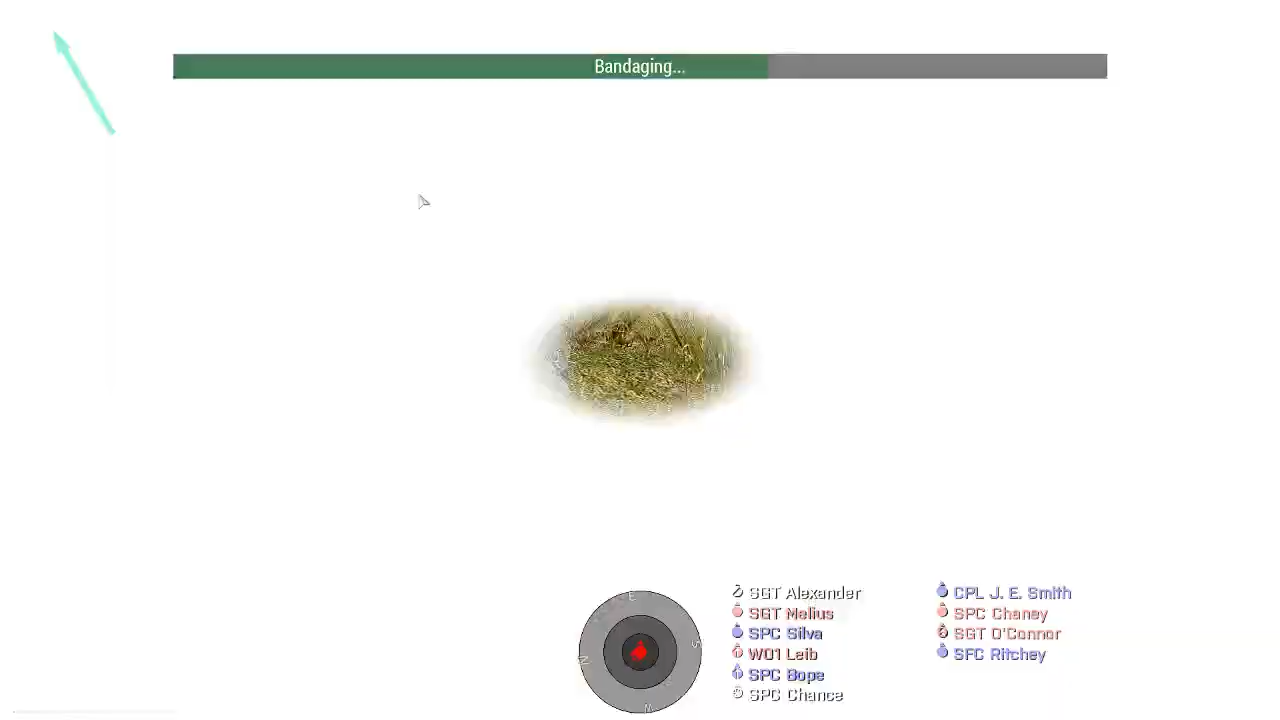 Bandaging...
E
S
N
W
SGT Alexander
SGT Melius
SPC Silva
WO1 Leib
SPC Bope
SPC Chance
CPL J. E. Smith
SPC Chaney
SGT O'Connor
SFC Ritchey